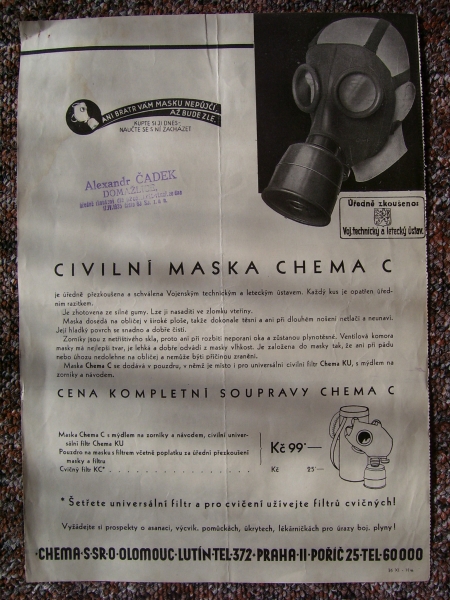 ANI BRATR VÁM MASKU NEPŮJČÍ,
AŽ BUDE ZLE.
KUPTE SI JI DNES -
NAUČTE SE S NÍ ZACHÁZET
Alexandr ČADEK
DOMAŽLICE
Úředně zkoušeno:
Voj. technický a letecký ústav.
CIVILNÍ MASKA CHEMA C
je úředně přezkoušena a schválena Vojenským technickým a leteckým ústavem. Každý kus je opatřen úřed-
ním razítkem.
Je zhotovena ze silné gumy. Lze ji nasaditi ve zlomku vteřiny.
Maska dosedá na obličej v široké ploše, takže dokonale těsní a ani při dlouhém nošení netlačí a neunaví.
Její hladký povrch se snadno a dobře čistí.
Zorníky jsou z netříštivého skla, proto ani při rozbití neporaní oka a zůstanou plynotěsné. Ventilová komora
masky má nejlepší tvar, je lehká a dobře odvádí z masky vlhkost. Je založena do masky tak, že ani při pádu
nebo úhozu nedolehne na obličej a nemůže býti příčinou zranění.
Maska Chema C se dodává v pouzdru, v němž je místo i pro universální civilní filtr Chema KU, s mýdlem na
zorníky a návodem.
CENA KOMPLETNÍ SOUPRAVY CHEMA C
Maska Chema C s mýdlem na zorníky a návodem, civilní univer-
sální filtr Chema KU
Pouzdro na masku s filtrem včetně poplatku za úřední přezkoušení
masky a filtru
Kč 99·—
Cvičný filtr KC* . . . . . . . . . . . . . . . Kč 25·—
* Šetřete universální filtr a pro cvičení užívejte filtrů cvičných!
Vyžádejte si prospekty o asanaci, výcvik. pomůckách, úkrytech, lékárničkách pro úrazy boj. plyny!
·CHEMA·S·SR·O·OLOMOUC·LUTÍN·TEL·372·PRAHA·II·POŘÍČ 25·TEL·60000